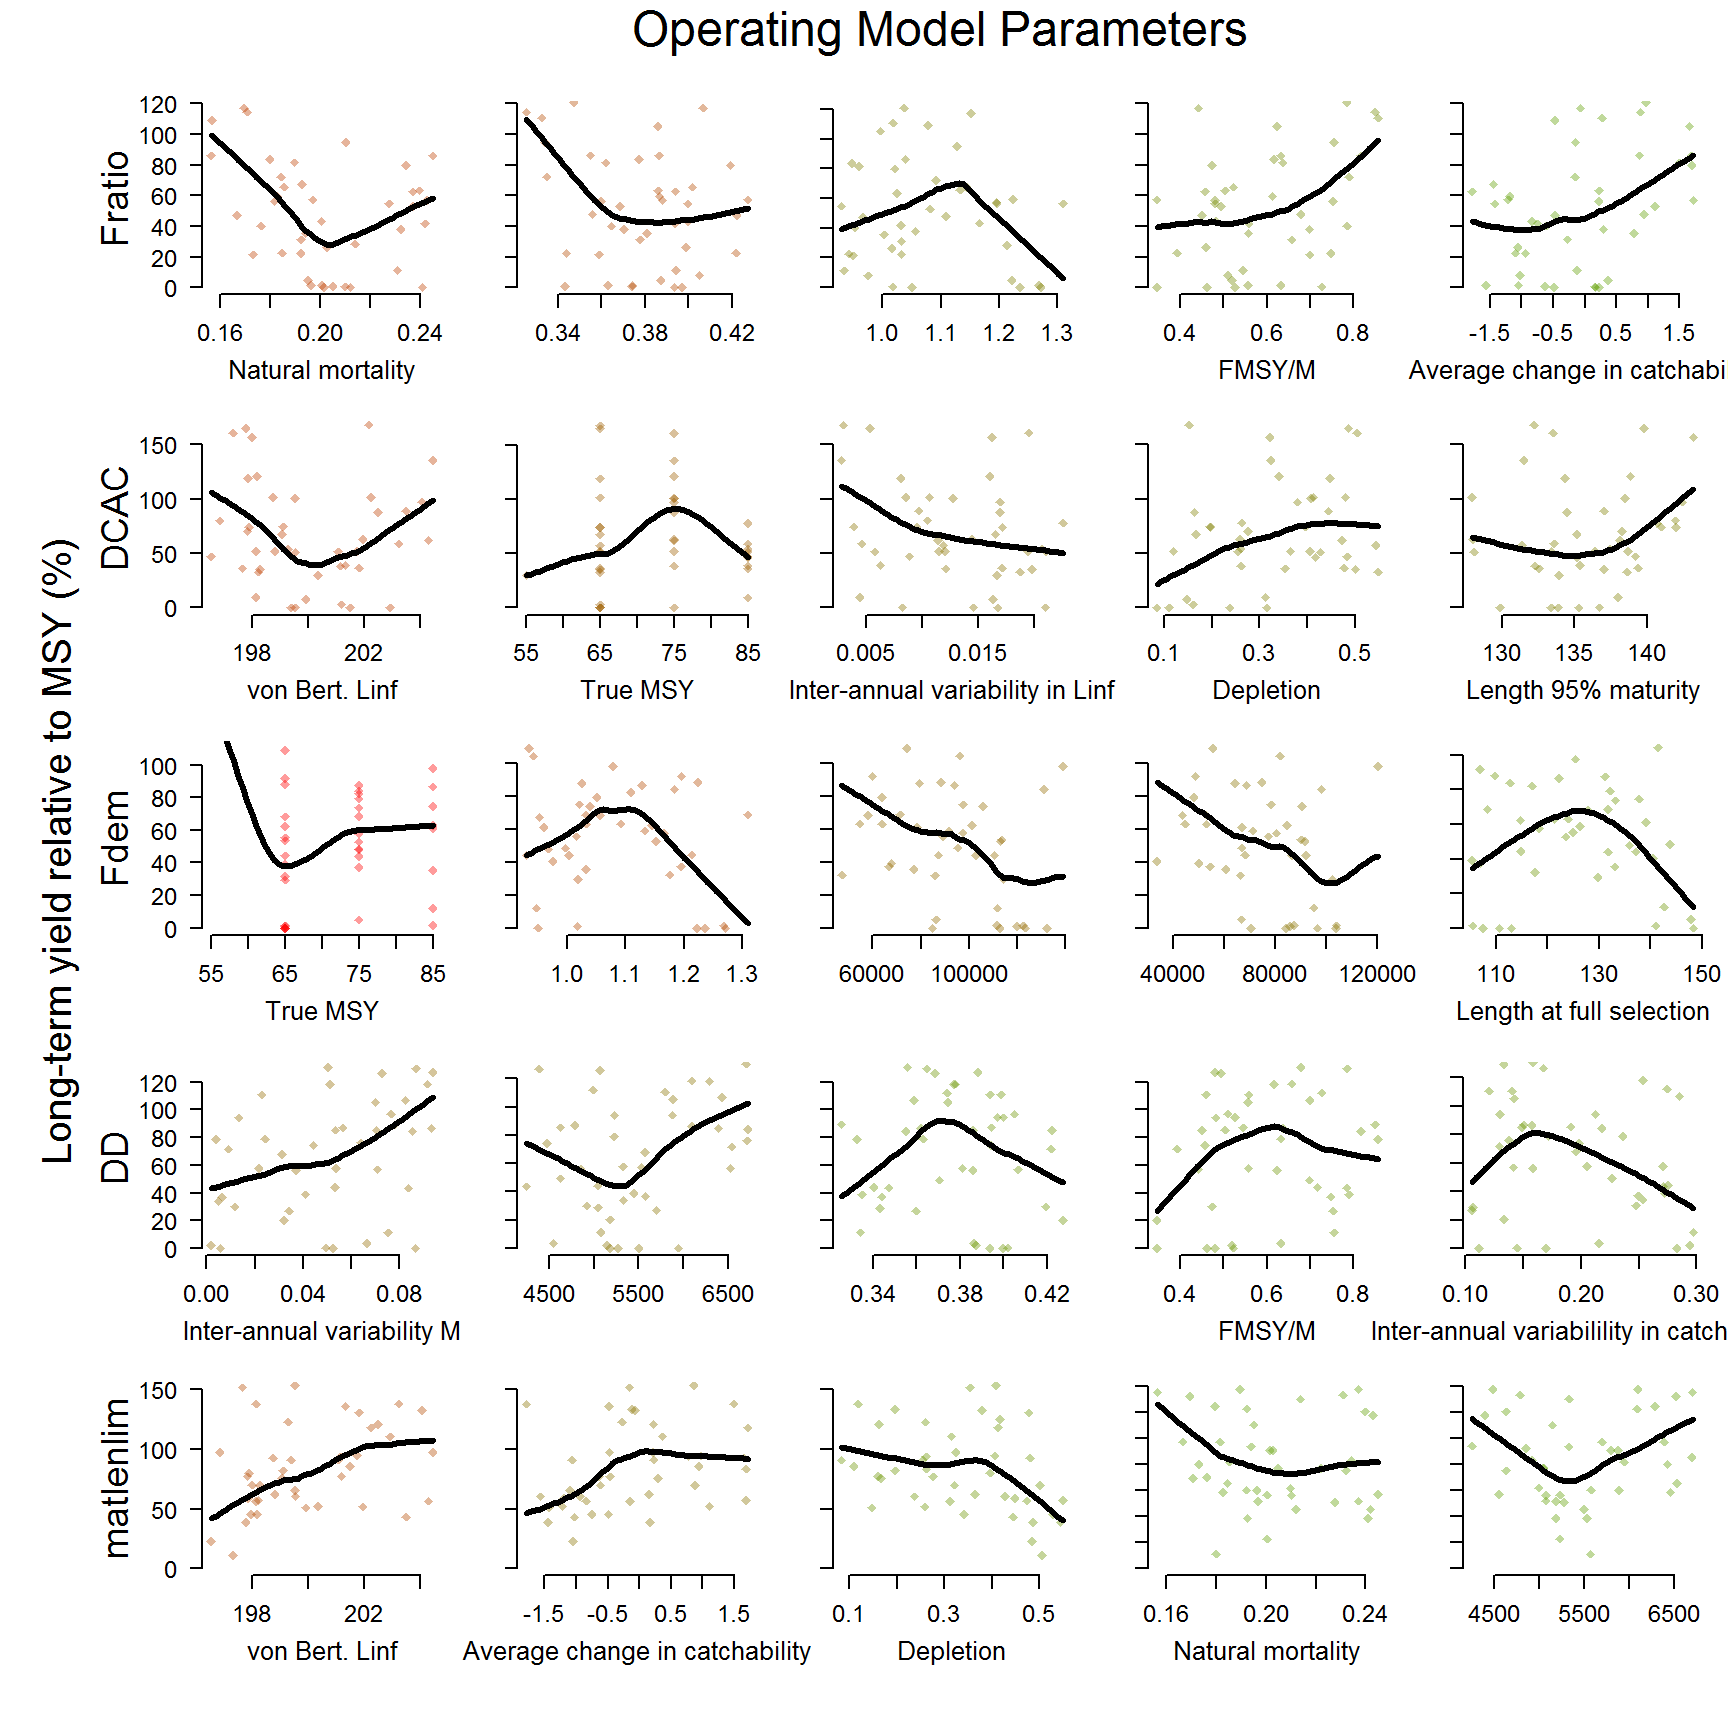 Operating Model Parameters
Long-term yield relative to MSY (%)
Fratio
120
100
80
60
40
20
0
0.16 0.20 0.24
0.34 0.38 0.42
1.0 1.1 1.2 1.3
0.4 0.6 0.8
-1.5 -0.5 0.5 1.5
Natural mortality
FMSY/M
Average change in catchabi
DCAC
150
100
50
0
198 202
55 65 75 85
0.005 0.015
0.1 0.3 0.5
130 135 140
von Bert. Linf
True MSY
Inter-annual variability in Linf
Depletion
Length 95% maturity
Fdem
100
80
60
40
20
0
55 65 75 85
1.0 1.1 1.2 1.3
60000 100000
40000 80000 120000
110 130 150
True MSY
Length at full selection
DD
120
100
80
60
40
20
0
0.00 0.04 0.08
4500 5500 6500
0.34 0.38 0.42
0.4 0.6 0.8
0.10 0.20 0.30
Inter-annual variability M
FMSY/M
Inter-annual variabilility in catch
matlenlim
150
100
50
0
198 202
-1.5 -0.5 0.5 1.5
0.1 0.3 0.5
0.16 0.20 0.24
4500 5500 6500
von Bert. Linf
Average change in catchability
Depletion
Natural mortality